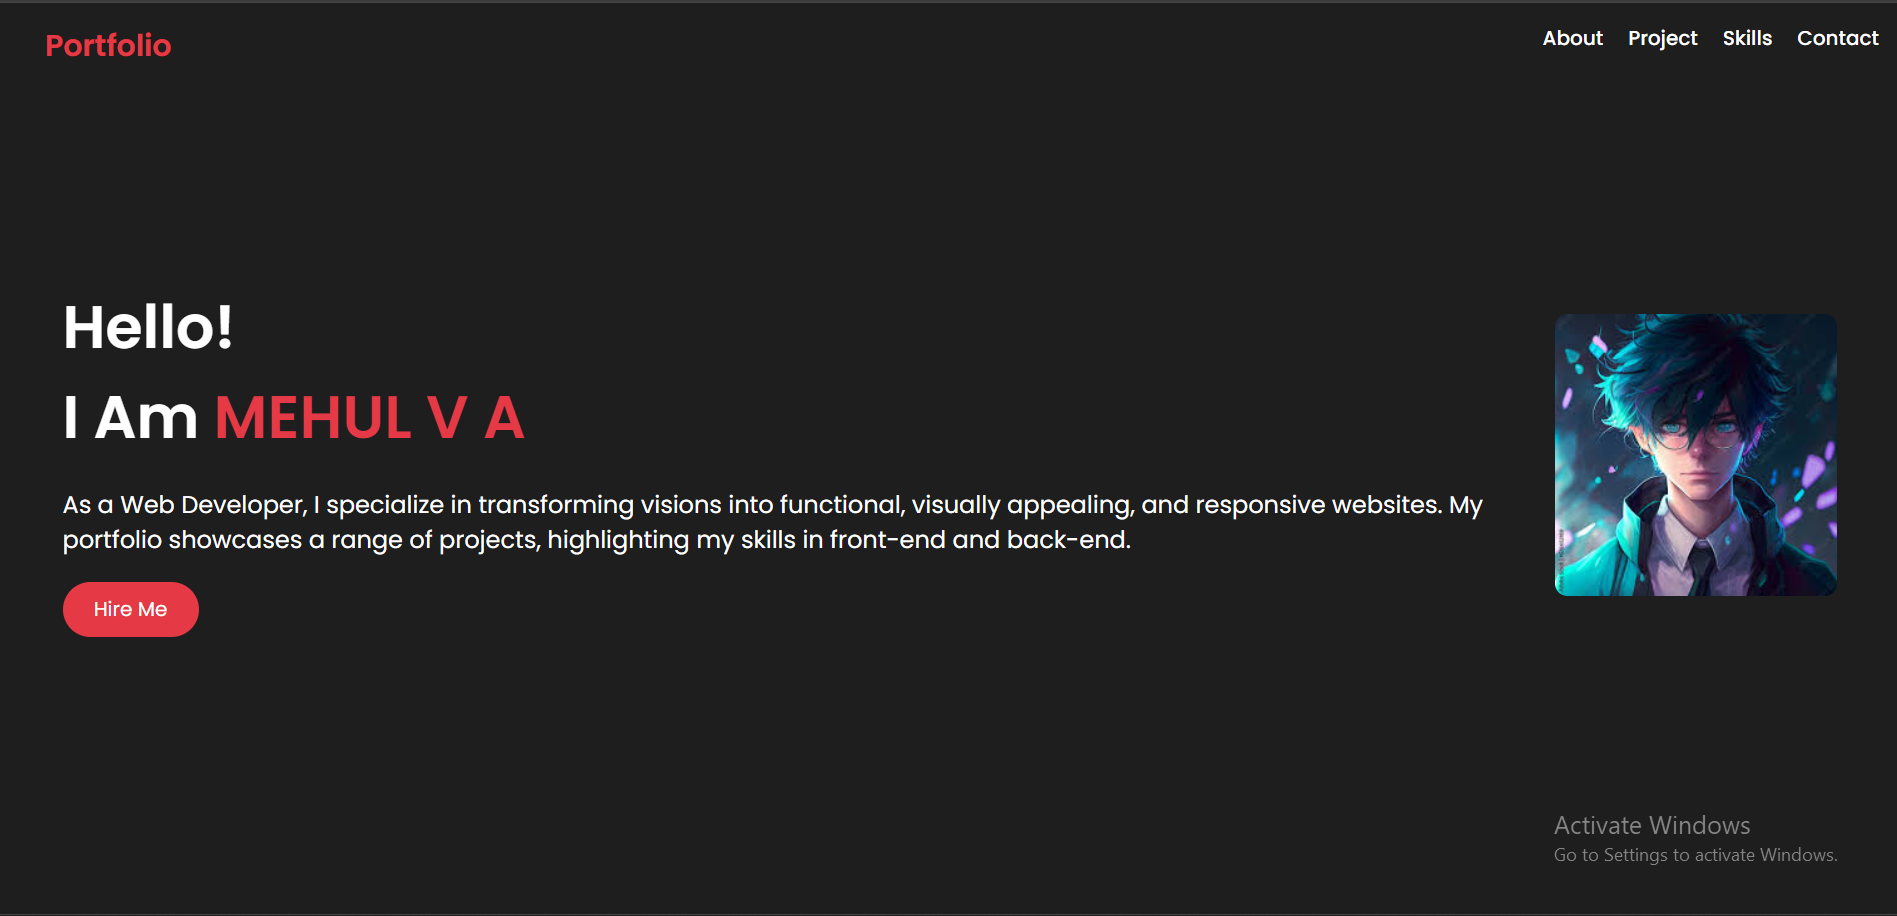 Portfolio
About Project Skills Contact
Hello!
I Am MEHUL V A
As a Web Developer, I specialize in transforming visions into functional, visually appealing, and responsive websites. My
portfolio showcases a range of projects, highlighting my skills in front-end and back-end.
Hire Me
Activate Windows
Go to Settings to activate Windows.